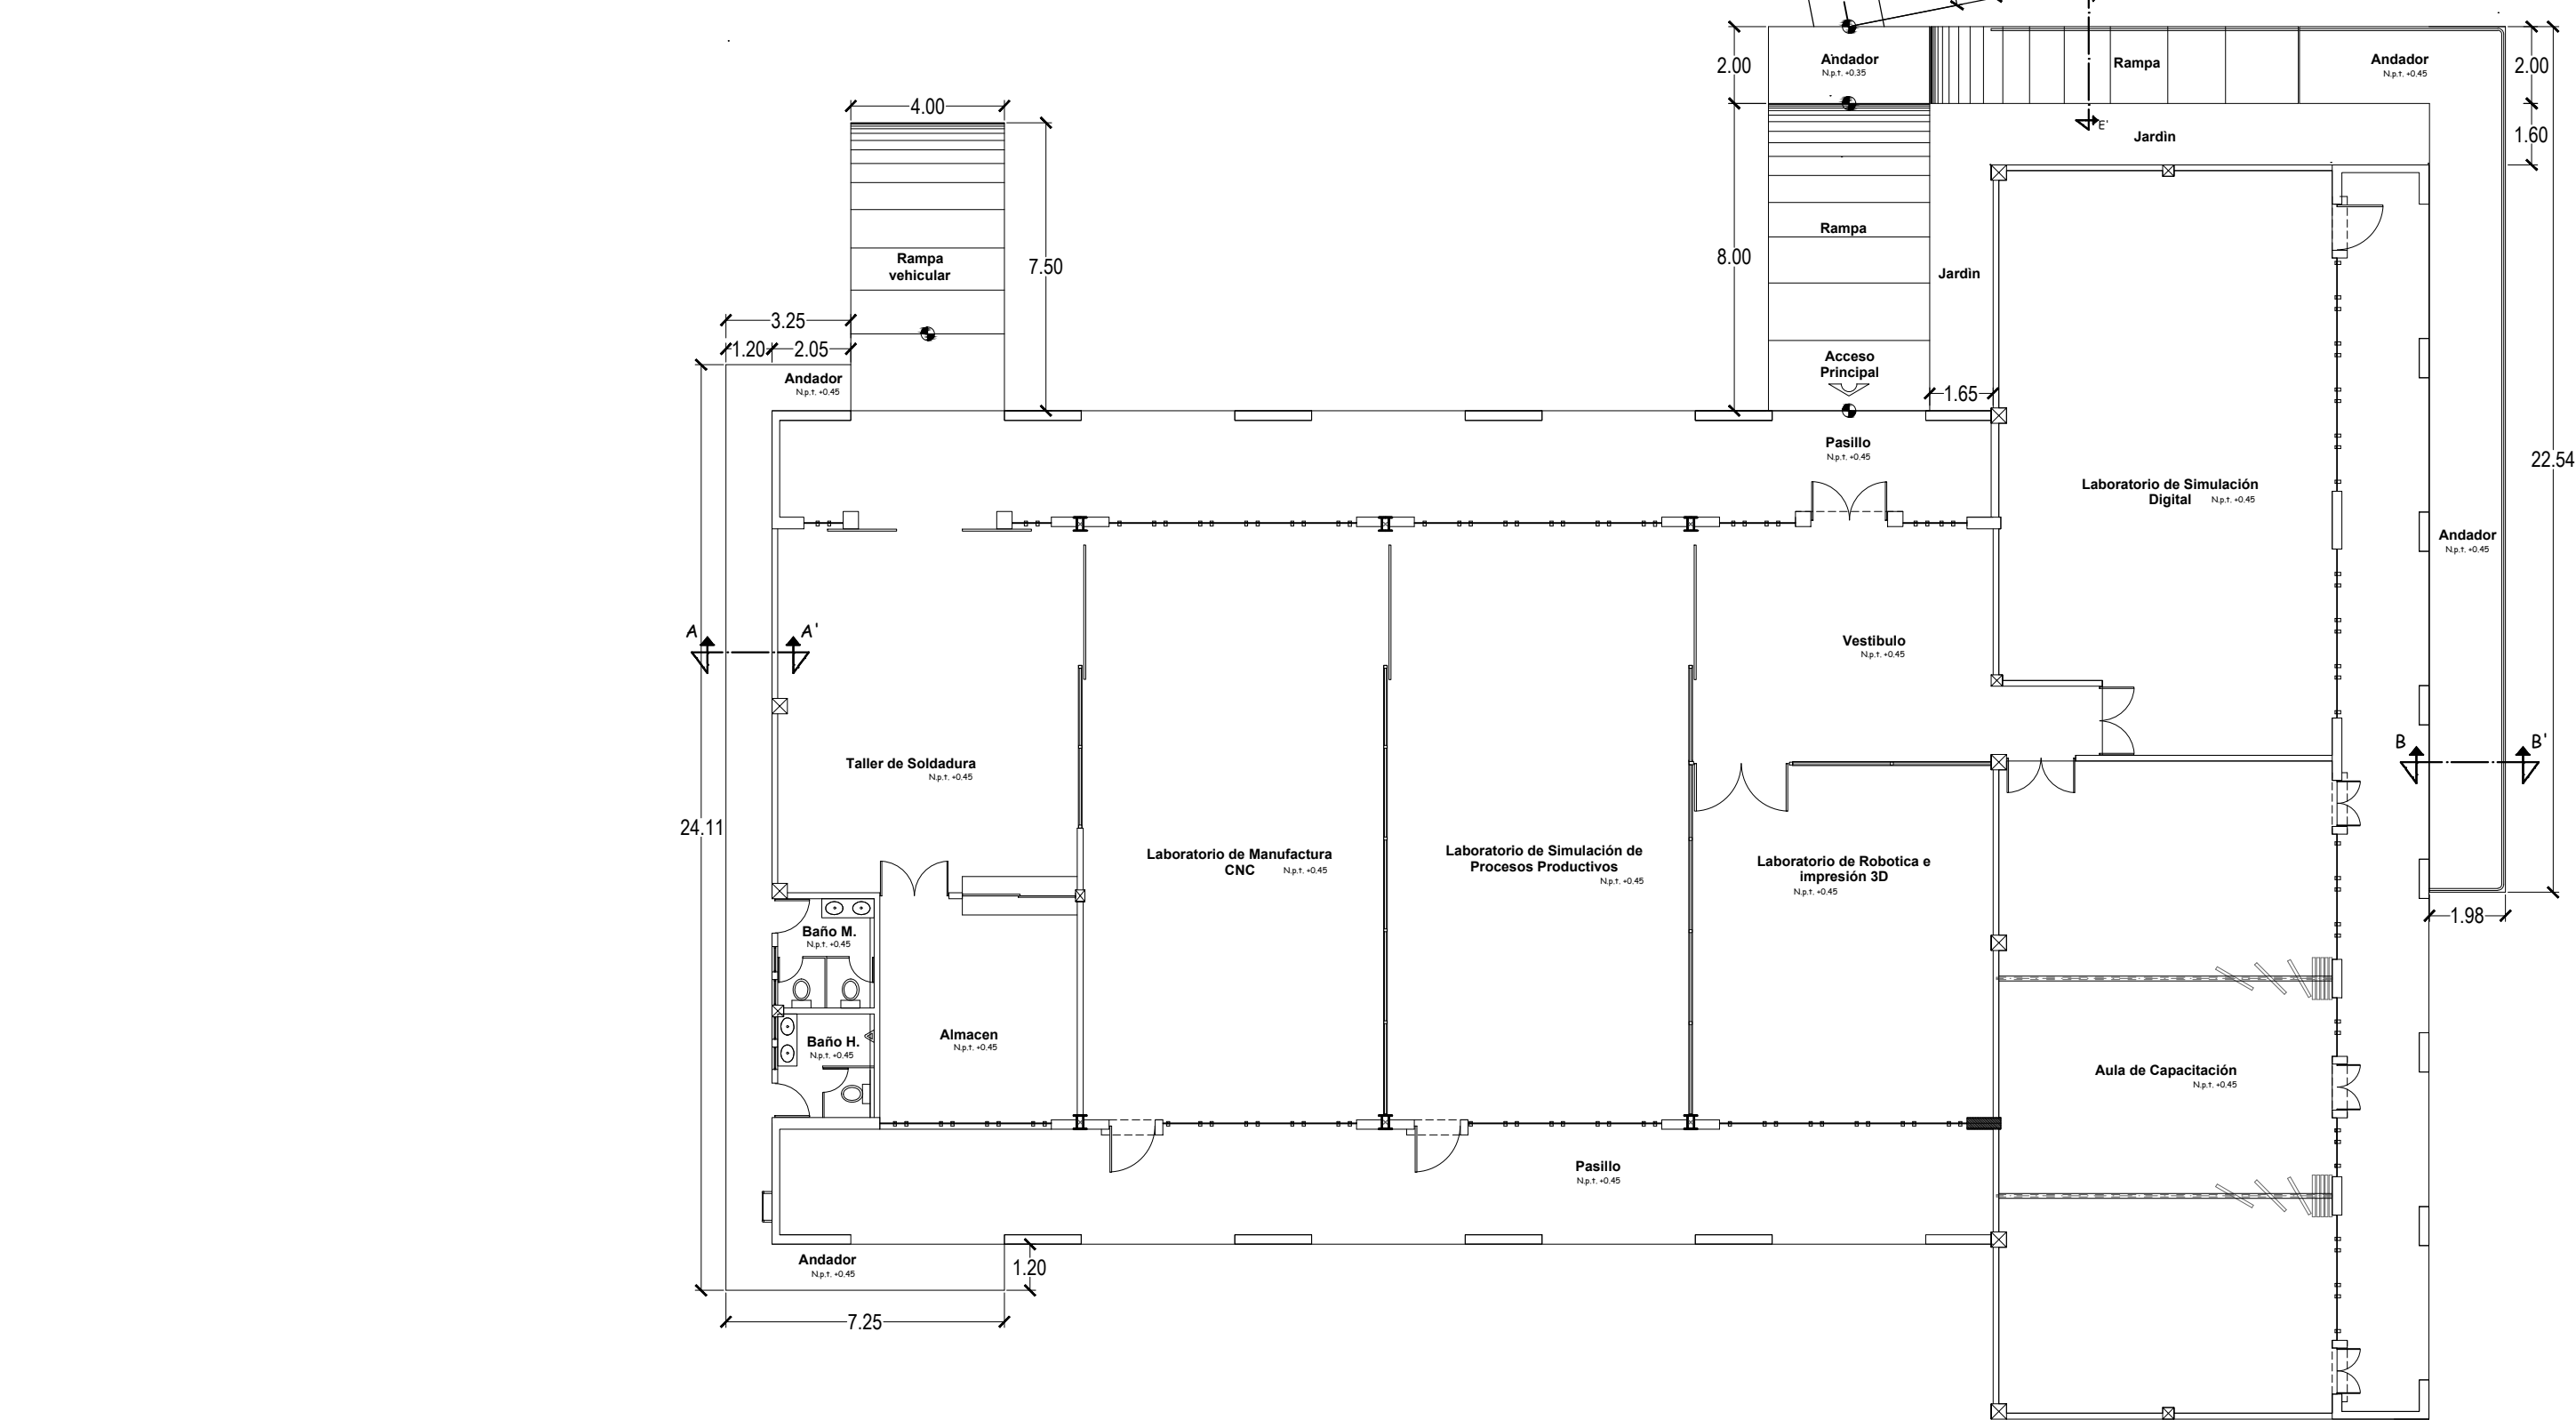 E'
2.00
Andador
N.p.t. +0.35
Rampa
Andador
N.p.t. +0.45
2.00
4.00
Jardìn
1.60
Rampa
vehicular
7.50
8.00
Rampa
Jardìn
3.25
1.20
2.05
Andador
N.p.t. +0.45
Acceso
Principal
1.65
Pasillo
N.p.t. +0.45
22.54
Laboratorio de Simulación
Digital N.p.t. +0.45
Andador
N.p.t. +0.45
A
A'
Vestibulo
N.p.t. +0.45
Taller de Soldadura
N.p.t. +0.45
B
B'
24.11
Laboratorio de Manufactura
CNC N.p.t. +0.45
Laboratorio de Simulación de
Procesos Productivos
N.p.t. +0.45
Laboratorio de Robotica e
impresión 3D
N.p.t. +0.45
1.98
Baño M.
N.p.t. +0.45
Baño H.
N.p.t. +0.45
Almacen
N.p.t. +0.45
Aula de Capacitación
N.p.t. +0.45
Pasillo
N.p.t. +0.45
Andador
N.p.t. +0.45
1.20
7.25